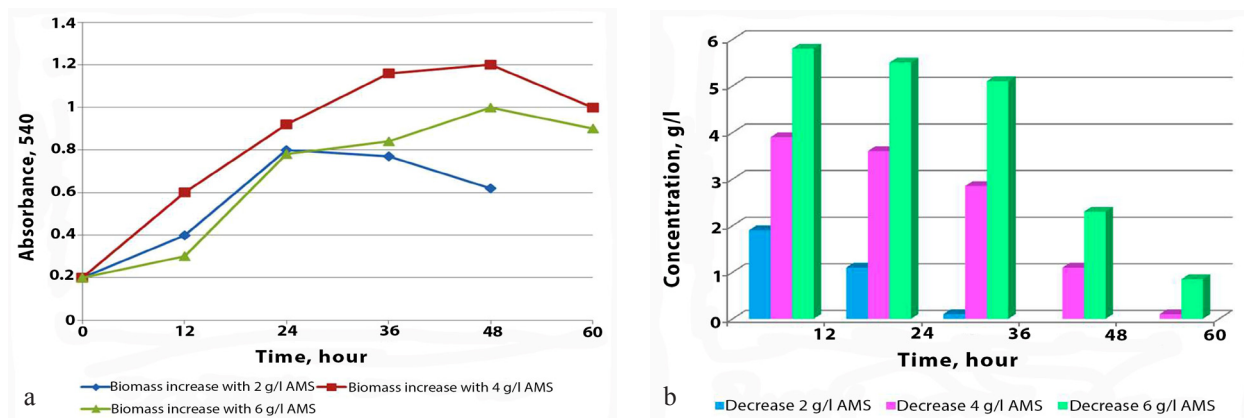 1.4
1.2
1
0.8
0.6
0.4
0.2
0
Absorbance, 540
0 12 24 36 48 60
Time, hour
Biomass increase with 2 g/l AMS Biomass increase with 4 g/l AMS
Biomass increase with 6 g/l AMS
a
6
5
4
3
2
1
0
Concentration, g/l
12 24 36 48 60
Time, hour
Decrease 2 g/l AMS Decrease 4 g/l AMS Decrease 6 g/l AMS
b